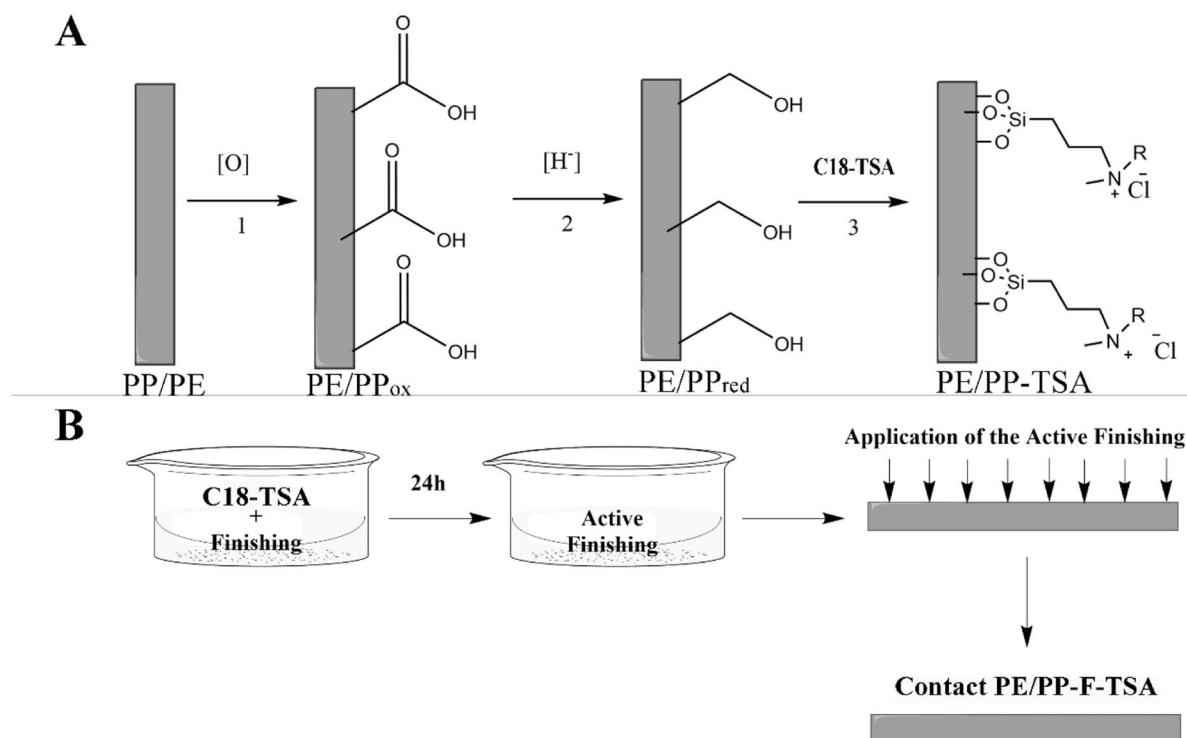 A
[O]
1
O
OH
O
OH
O
OH
[H⁻]
2
OH
OH
OH
C18-TSA
3
O
O
O
Si
N
+
R
Cl
−
O
O
O
Si
N
+
R
Cl
−
PP/PE
PE/PPox
PE/PPred
PE/PP-TSA
B
C18-TSA
+
Finishing
24h
Active
Finishing
Application of the Active Finishing
Contact PE/PP-F-TSA